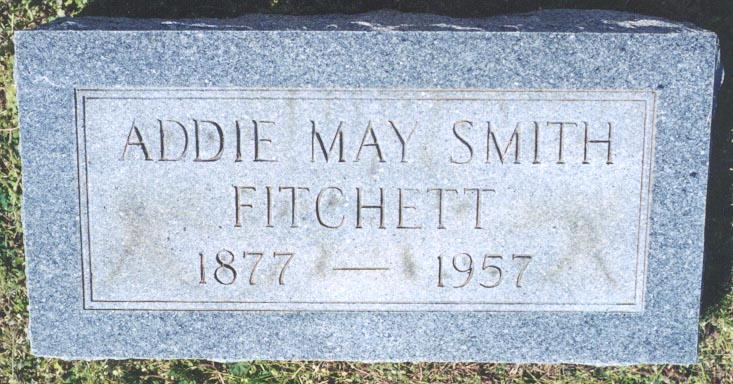 ADDIE MAY SMITH
FITCHETT
1877 — 1957